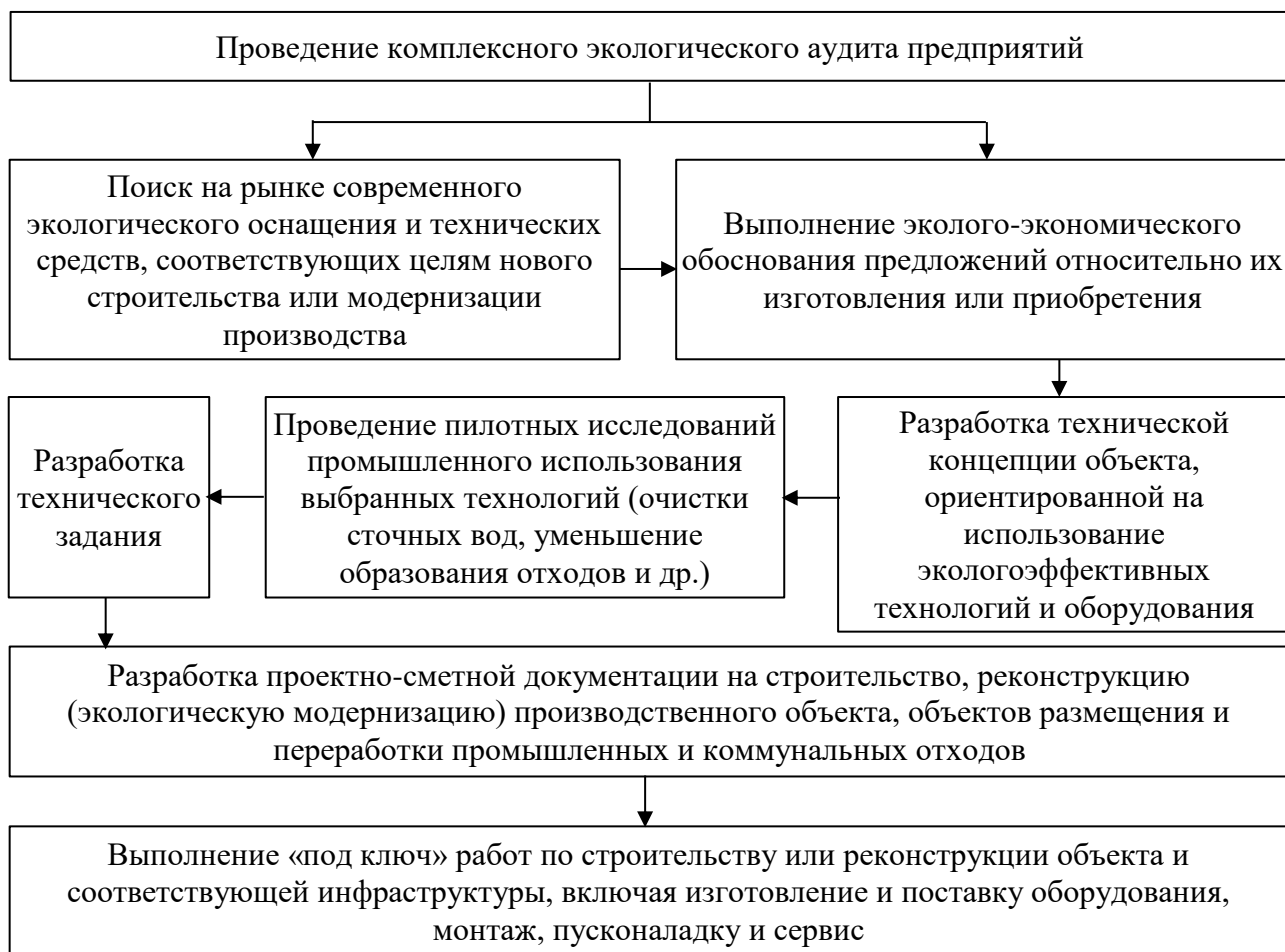 Проведение комплексного экологического аудита предприятий
Поиск на рынке современного
экологического оснащения и технических
средств, соответствующих целям нового
строительства или модернизации
производства
Выполнение эколого-экономического
обоснования предложений относительно их
изготовления или приобретения
Разработка
технического
задания
Проведение пилотных исследований
промышленного использования
выбранных технологий (очистки
сточных вод, уменьшение
образования отходов и др.)
Разработка технической
концепции объекта,
ориентированной на
использование
экологоэффективных
технологий и оборудования
Разработка проектно-сметной документации на строительство, реконструкцию
(экологическую модернизацию) производственного объекта, объектов размещения и
переработки промышленных и коммунальных отходов
Выполнение «под ключ» работ по строительству или реконструкции объекта и
соответствующей инфраструктуры, включая изготовление и поставку оборудования,
монтаж, пусконаладку и сервис